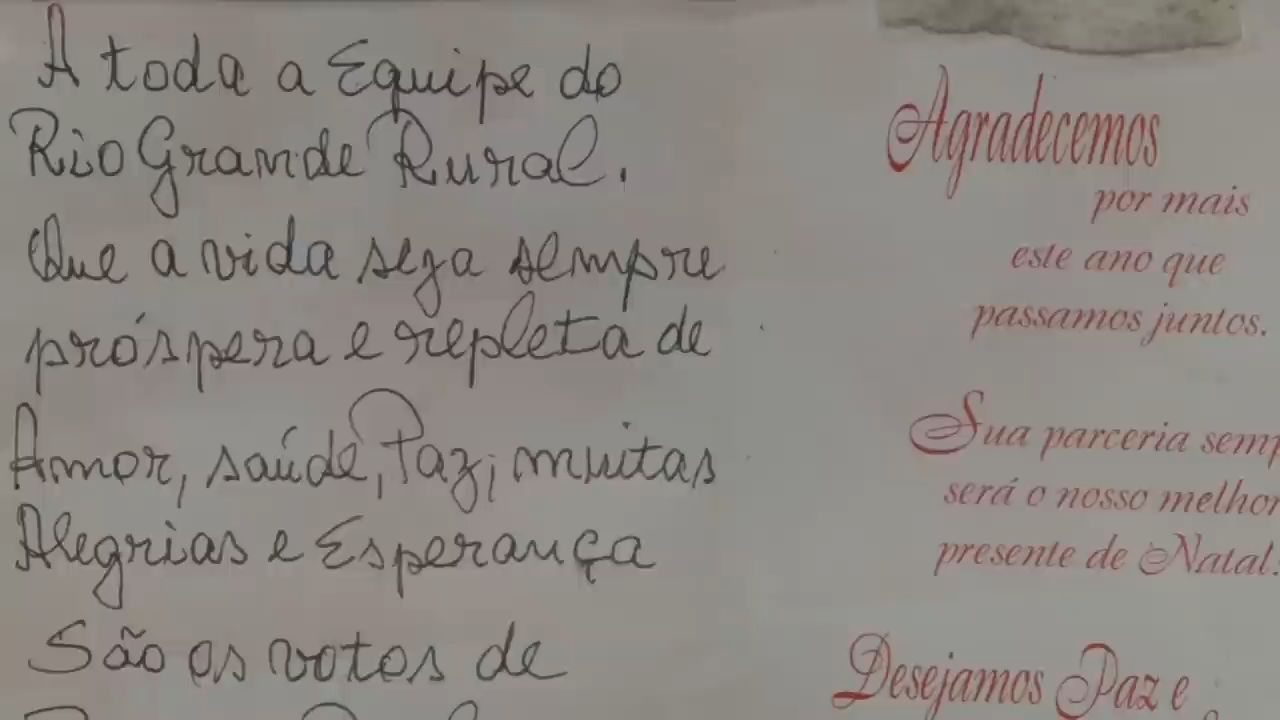 A toda a Equipe do
Rio Grande Rural.
Que a vida seja sempre
próspera e repleta de
Amor, saúde, Paz, muitas
Alegrias e Esperança
São os votos de
Agradecemos
por mais
este ano que
passamos juntos.
Sua parceria semp
será o nosso melhor
presente de Natal.
Desejamos Paz e